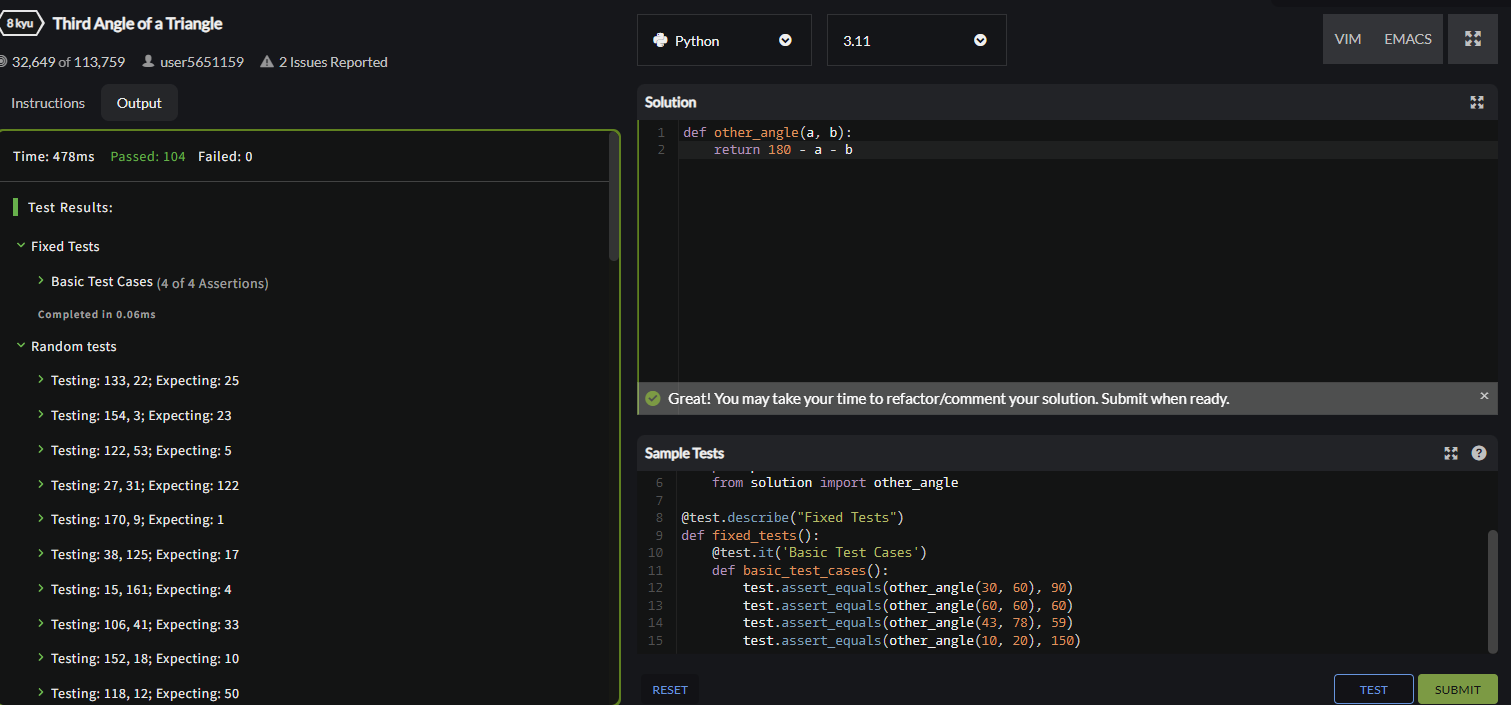 8 kyu Third Angle of a Triangle
32,649 of 113,759 user5651159 2 Issues Reported
Instructions Output
Time: 478ms Passed: 104 Failed: 0
Test Results:
Fixed Tests
Basic Test Cases (4 of 4 Assertions)
Completed in 0.06ms
Random tests
Testing: 133, 22; Expecting: 25
Testing: 154, 3; Expecting: 23
Testing: 122, 53; Expecting: 5
Testing: 27, 31; Expecting: 122
Testing: 170, 9; Expecting: 1
Testing: 38, 125; Expecting: 17
Testing: 15, 161; Expecting: 4
Testing: 106, 41; Expecting: 33
Testing: 152, 18; Expecting: 10
Testing: 118, 12; Expecting: 50
Python 3.11 VIM EMACS
Solution
1 def other_angle(a, b):
2 return 180 - a - b
Great! You may take your time to refactor/comment your solution. Submit when ready. ×
Sample Tests ?
6 from solution import other_angle
7
8 @test.describe("Fixed Tests")
9 def fixed_tests():
10 @test.it('Basic Test Cases')
11 def basic_test_cases():
12 test.assert_equals(other_angle(30, 60), 90)
13 test.assert_equals(other_angle(60, 60), 60)
14 test.assert_equals(other_angle(43, 78), 59)
15 test.assert_equals(other_angle(10, 20), 150)
RESET TEST SUBMIT